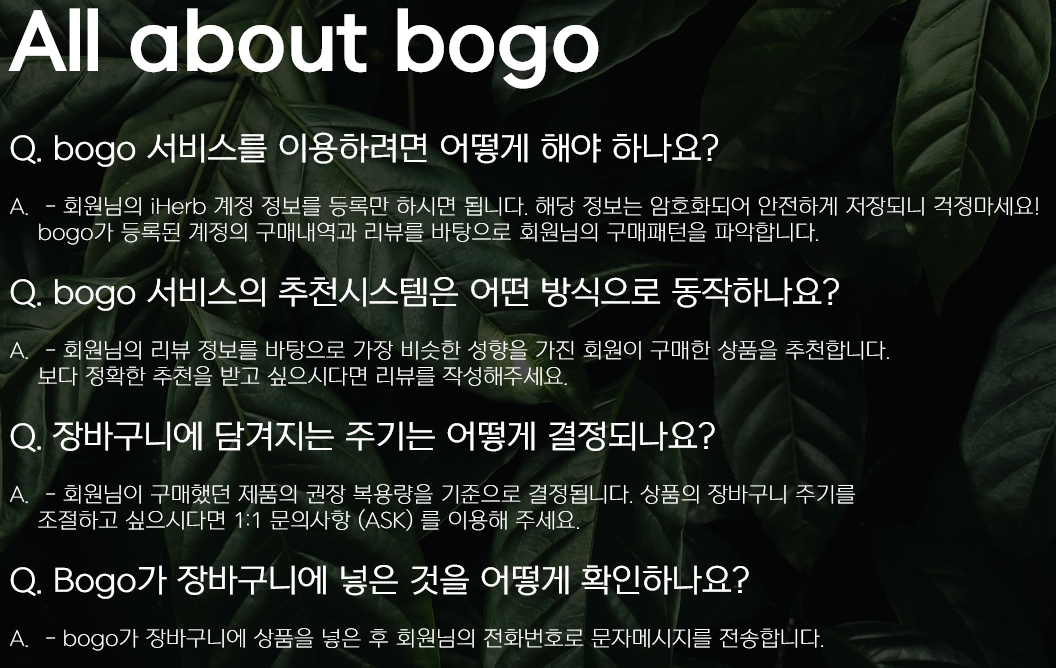 All about bogo
Q. bogo 서비스를 이용하려면 어떻게 해야 하나요?
A. - 회원님의 iHerb 계정 정보를 등록만 하시면 됩니다. 해당 정보는 암호화되어 안전하게 저장되니 걱정마세요!
bogo가 등록된 계정의 구매내역과 리뷰를 바탕으로 회원님의 구매패턴을 파악합니다.
Q. bogo 서비스의 추천시스템은 어떤 방식으로 동작하나요?
A. - 회원님의 리뷰 정보를 바탕으로 가장 비슷한 성향을 가진 회원이 구매한 상품을 추천합니다.
보다 정확한 추천을 받고 싶으시다면 리뷰를 작성해주세요.
Q. 장바구니에 담겨지는 주기는 어떻게 결정되나요?
A. - 회원님이 구매했던 제품의 권장 복용량을 기준으로 결정됩니다. 상품의 장바구니 주기를
조절하고 싶으시다면 1:1 문의사항 (ASK) 를 이용해 주세요.
Q. Bogo가 장바구니에 넣은 것을 어떻게 확인하나요?
A. - bogo가 장바구니에 상품을 넣은 후 회원님의 전화번호로 문자메시지를 전송합니다.